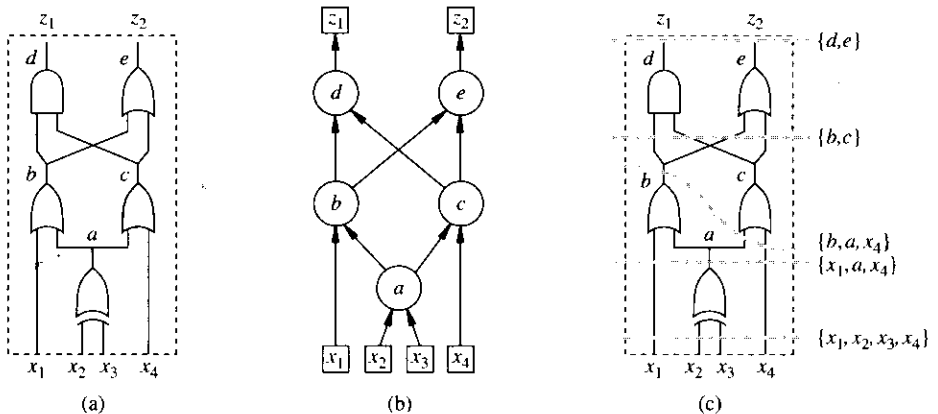 z1 z2
d e
b c
a
x1 x2 x3 x4
(a)
z1 z2
d e
b c
a
x1 x2 x3 x4
(b)
z1 z2
{d,e}
d e
{b,c}
b c
a
{b, a, x4}
{x1, a, x4}
{x1, x2, x3, x4}
x1 x2 x3 x4
(c)